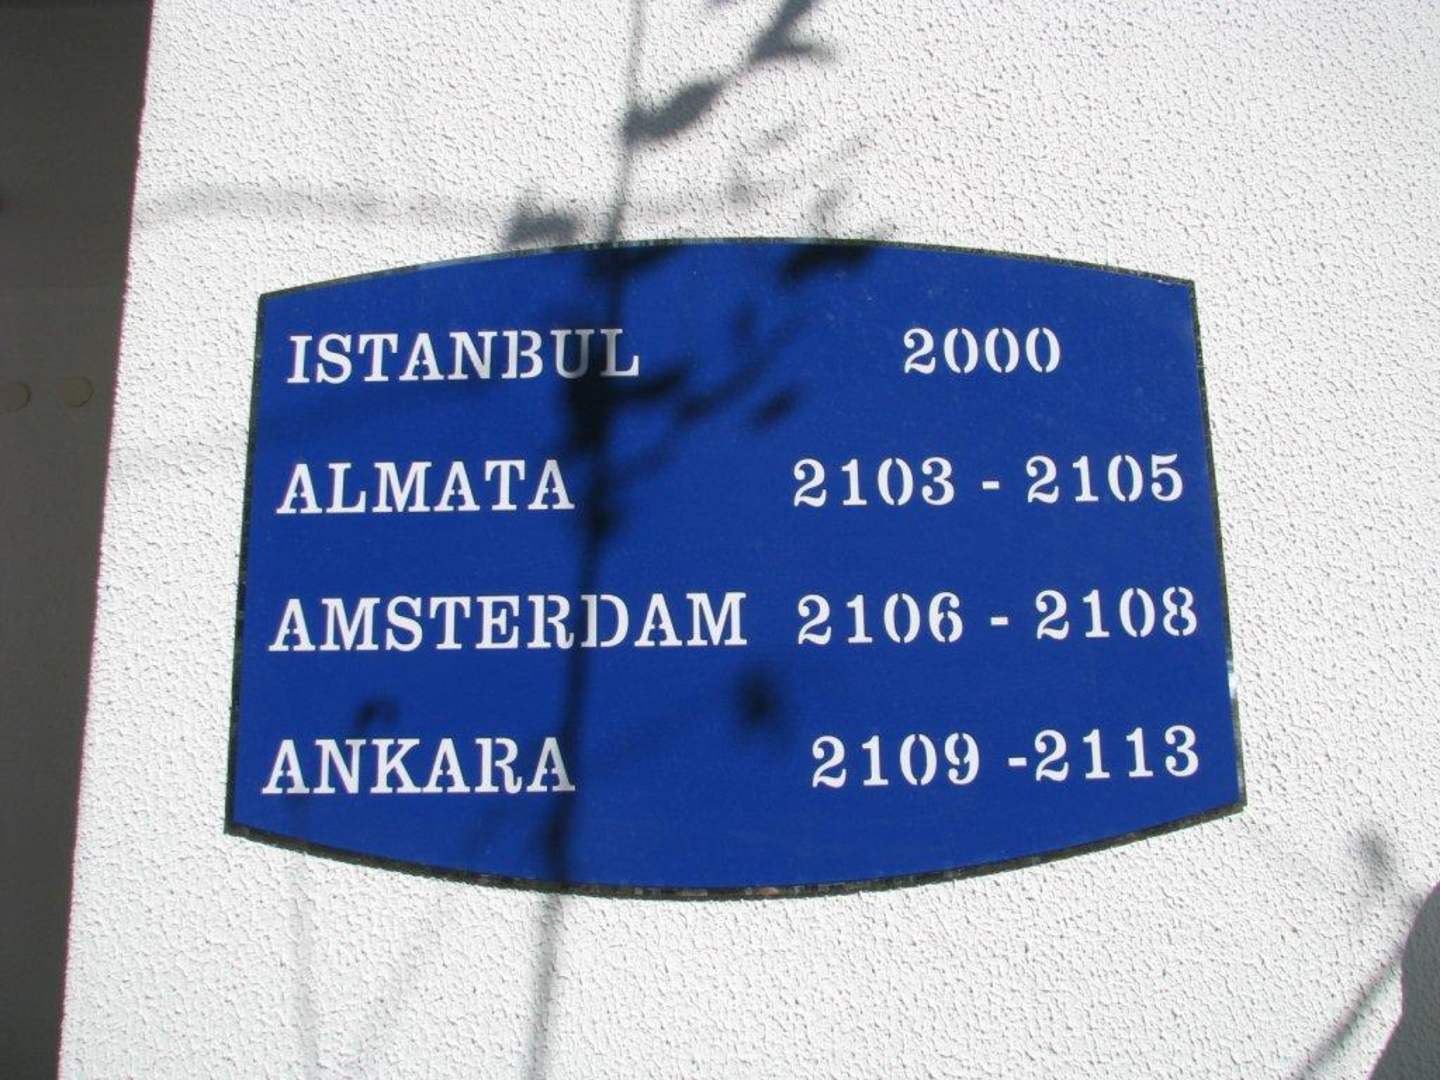 ISTANBUL 2000
ALMATA 2103 - 2105
AMSTERDAM 2106 - 2108
ANKARA 2109 -2113